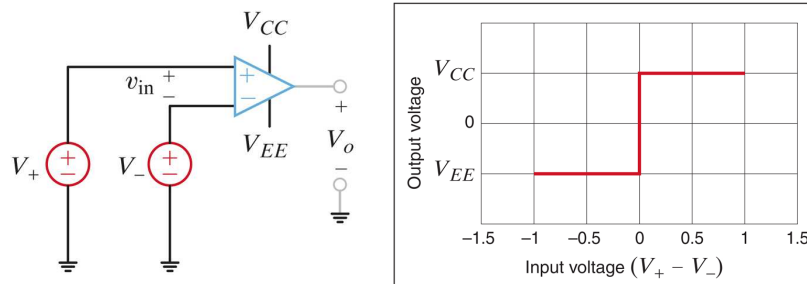 V_CC
v_in
+
−
+
−
V_+
+
−
V_−
+
−
V_EE
+
V_o
−
Output voltage
V_CC
0
V_EE
−1.5 −1 −0.5 0 0.5 1 1.5
Input voltage (V_+ − V_−)